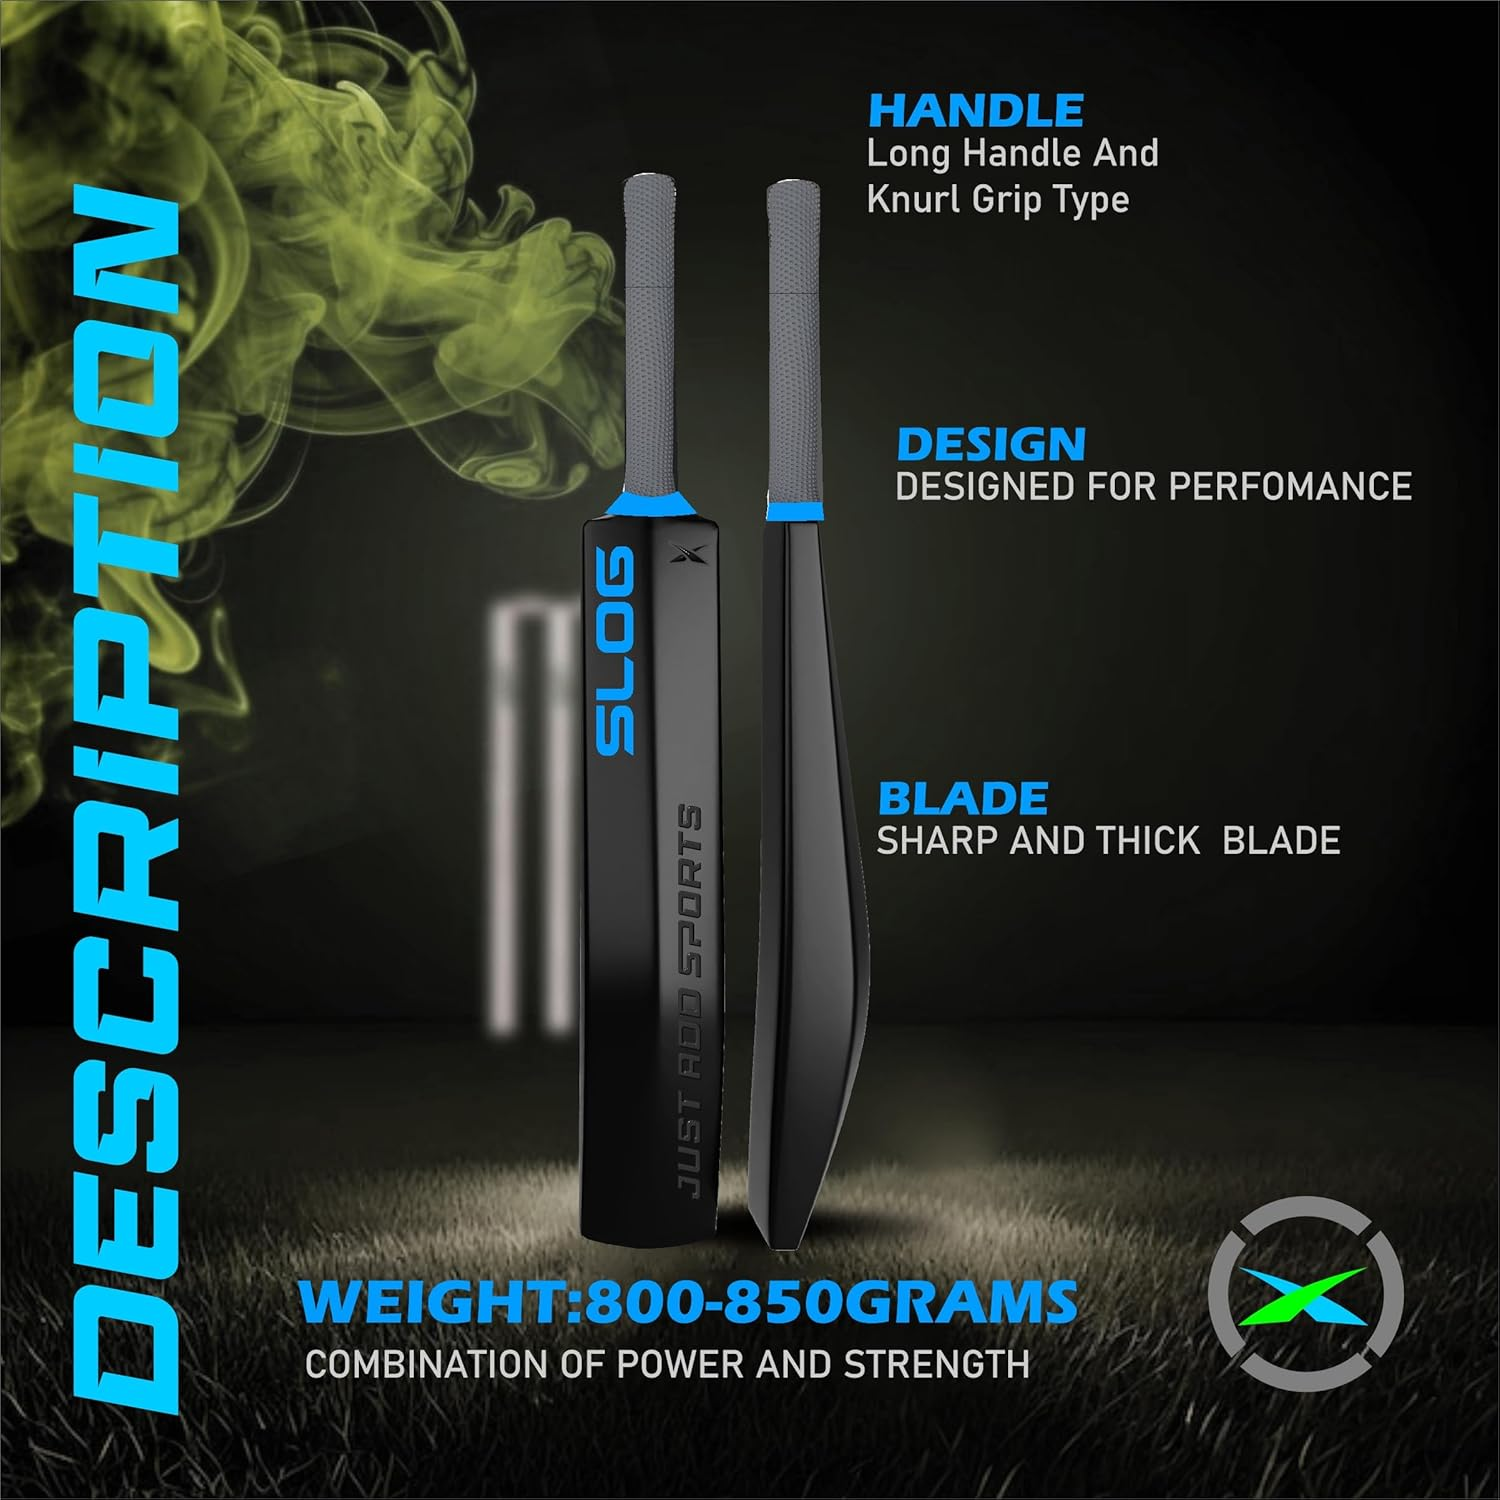 DESCRIPTION
HANDLE
Long Handle And
Knurl Grip Type
DESIGN
DESIGNED FOR PERFOMANCE
BLADE
SHARP AND THICK BLADE
SLOG
JUST ADD SPORTS
WEIGHT:800-850GRAMS
COMBINATION OF POWER AND STRENGTH